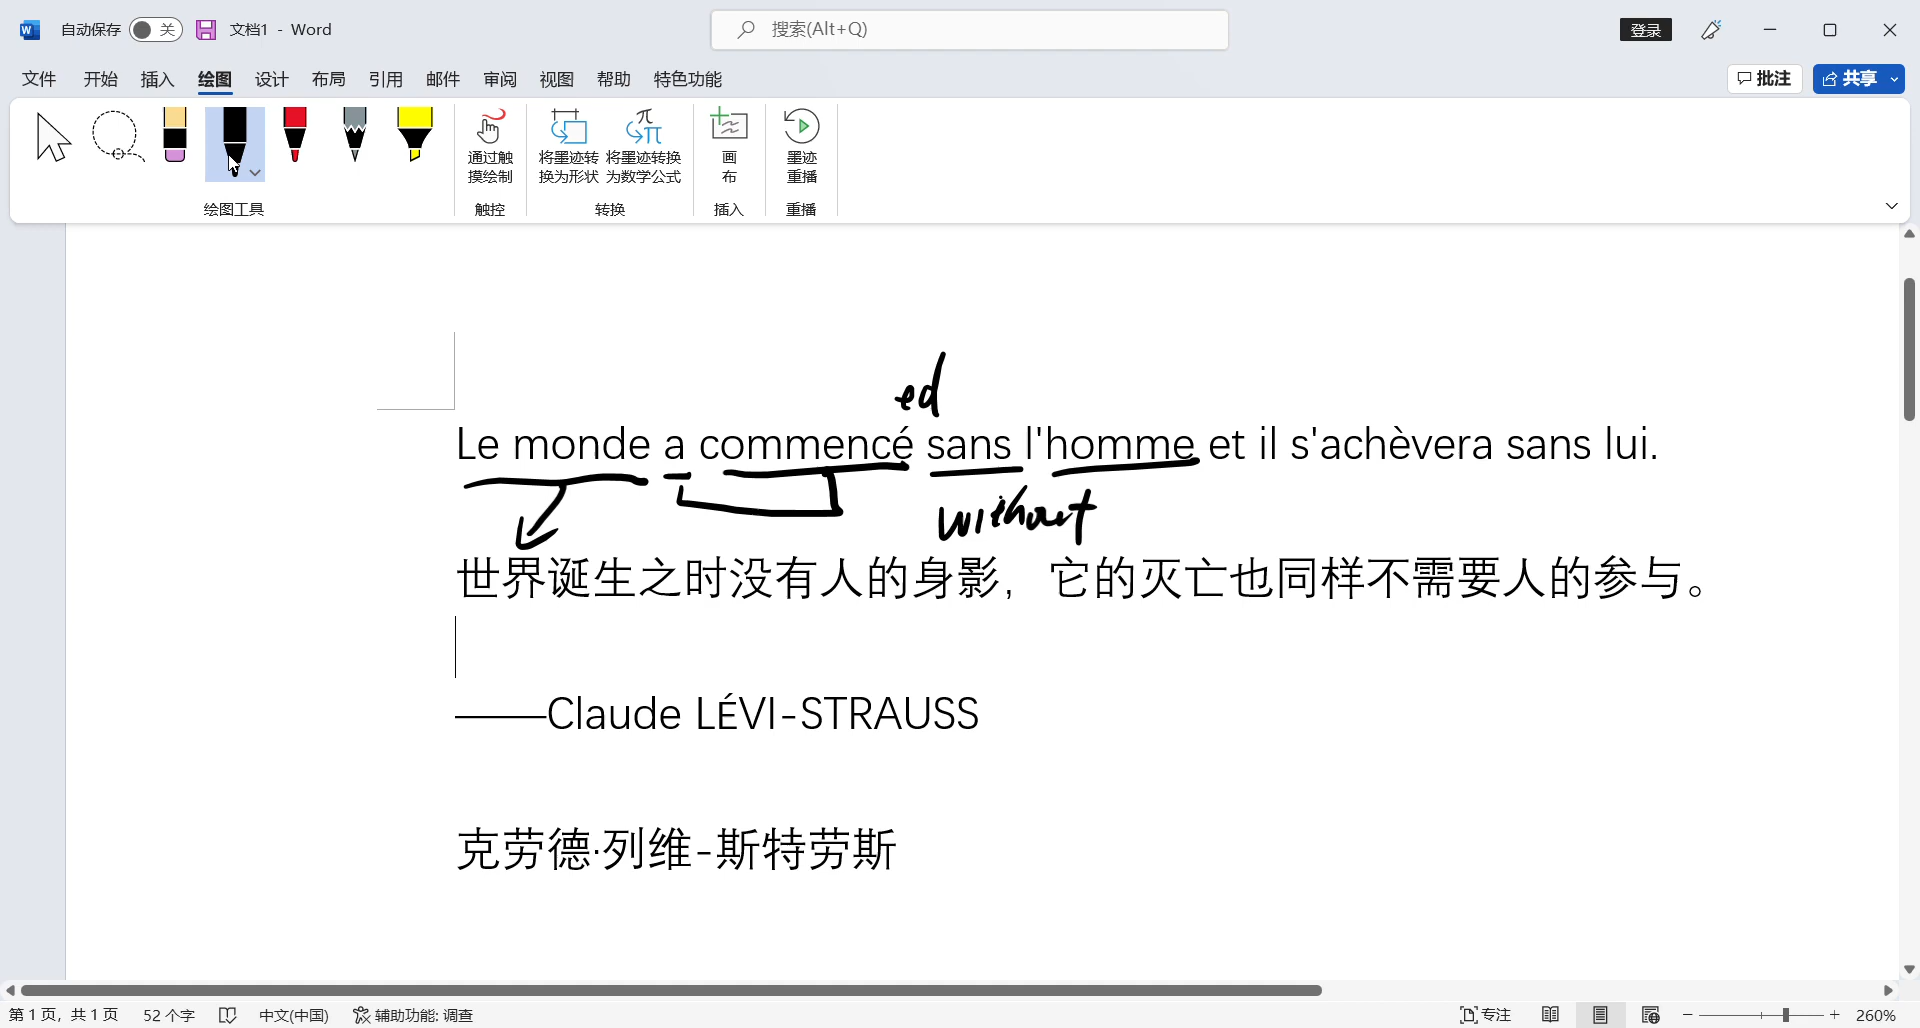 自动保存 关 文档1 - Word 搜索(Alt+Q) 登录
文件 开始 插入 绘图 设计 布局 引用 邮件 审阅 视图 帮助 特色功能 批注 共享
通过触摸绘制 将墨迹转换为形状 将墨迹转换为数学公式 画布 墨迹重播
绘图工具 触控 转换 插入 重播
ed
Le monde a commencé sans l'homme et il s'achèvera sans lui.
without
世界诞生之时没有人的身影，它的灭亡也同样不需要人的参与。
——Claude LÉVI-STRAUSS
克劳德·列维-斯特劳斯
第1页，共1页 52个字 中文(中国) 辅助功能: 调查 专注 260%